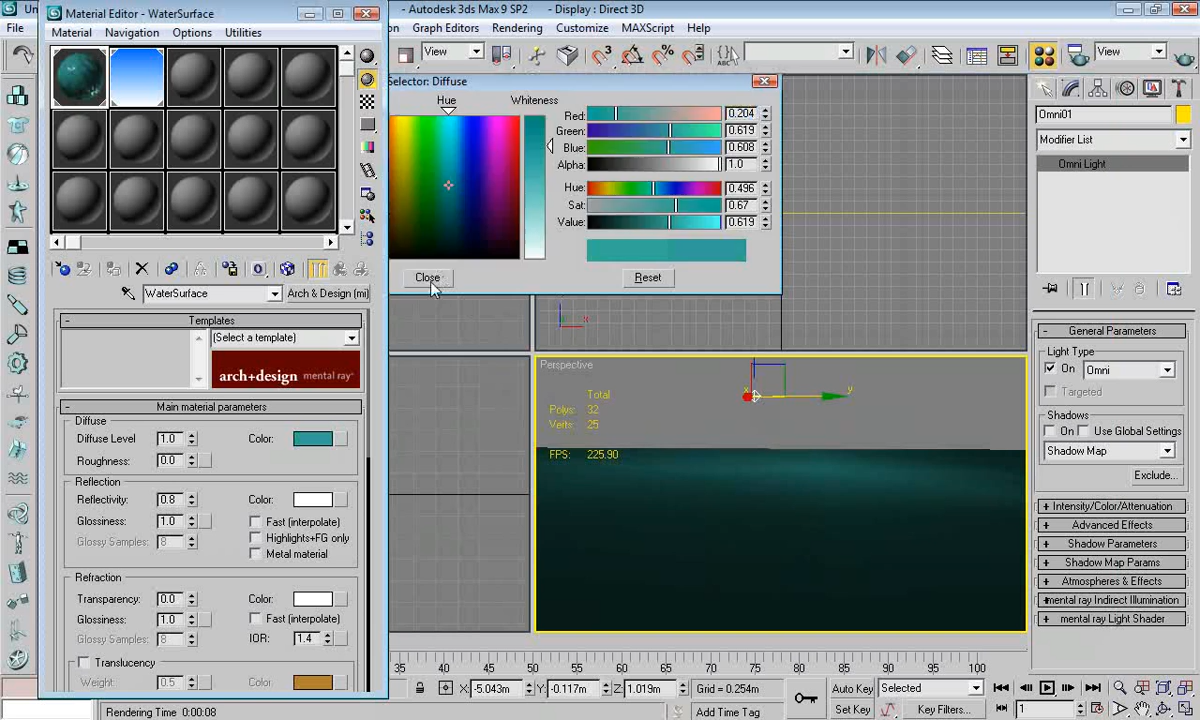 Material Editor - WaterSurface
- Autodesk 3ds Max 9 SP2 - Display : Direct 3D
File
Graph Editors Rendering Customize MAXScript Help
Material Navigation Options Utilities
View
View
Selector: Diffuse
Hue Whiteness
Red: 0.204
Green: 0.619
Blue: 0.608
Alpha: 1.0
Hue: 0.496
Sat: 0.67
Value: 0.619
Close Reset
Omni01
Modifier List
Omni Light
WaterSurface Arch & Design (mi)
Templates
(Select a template)
arch+design mental ray
Main material parameters
Diffuse
Diffuse Level 1.0 Color:
Roughness: 0.0
Reflection
Reflectivity: 0.8 Color:
Glossiness: 1.0 Fast (interpolate)
Highlights+FG only
Glossy Samples: 8
Metal material
Refraction
Transparency: 0.0 Color:
Glossiness: 1.0 Fast (interpolate)
Glossy Samples: 8 IOR: 1.4
Translucency
Weight: 0.5 Color:
Perspective
Total
Polys: 32
Verts: 25
FPS: 225.90
x y
x
General Parameters
Light Type
On Omni
Targeted
Shadows
On Use Global Settings
Shadow Map
Exclude...
Intensity/Color/Attenuation
Advanced Effects
Shadow Parameters
Shadow Map Params
Atmospheres & Effects
mental ray Indirect Illumination
mental ray Light Shader
35 40 45 50 55 60 65 70 75 80 85 90 95 100
X: -5.043m Y: -0.117m Z: 1.019m Grid = 0.254m
Auto Key Selected
Set Key Key Filters... 1
Rendering Time 0:00:08
Add Time Tag